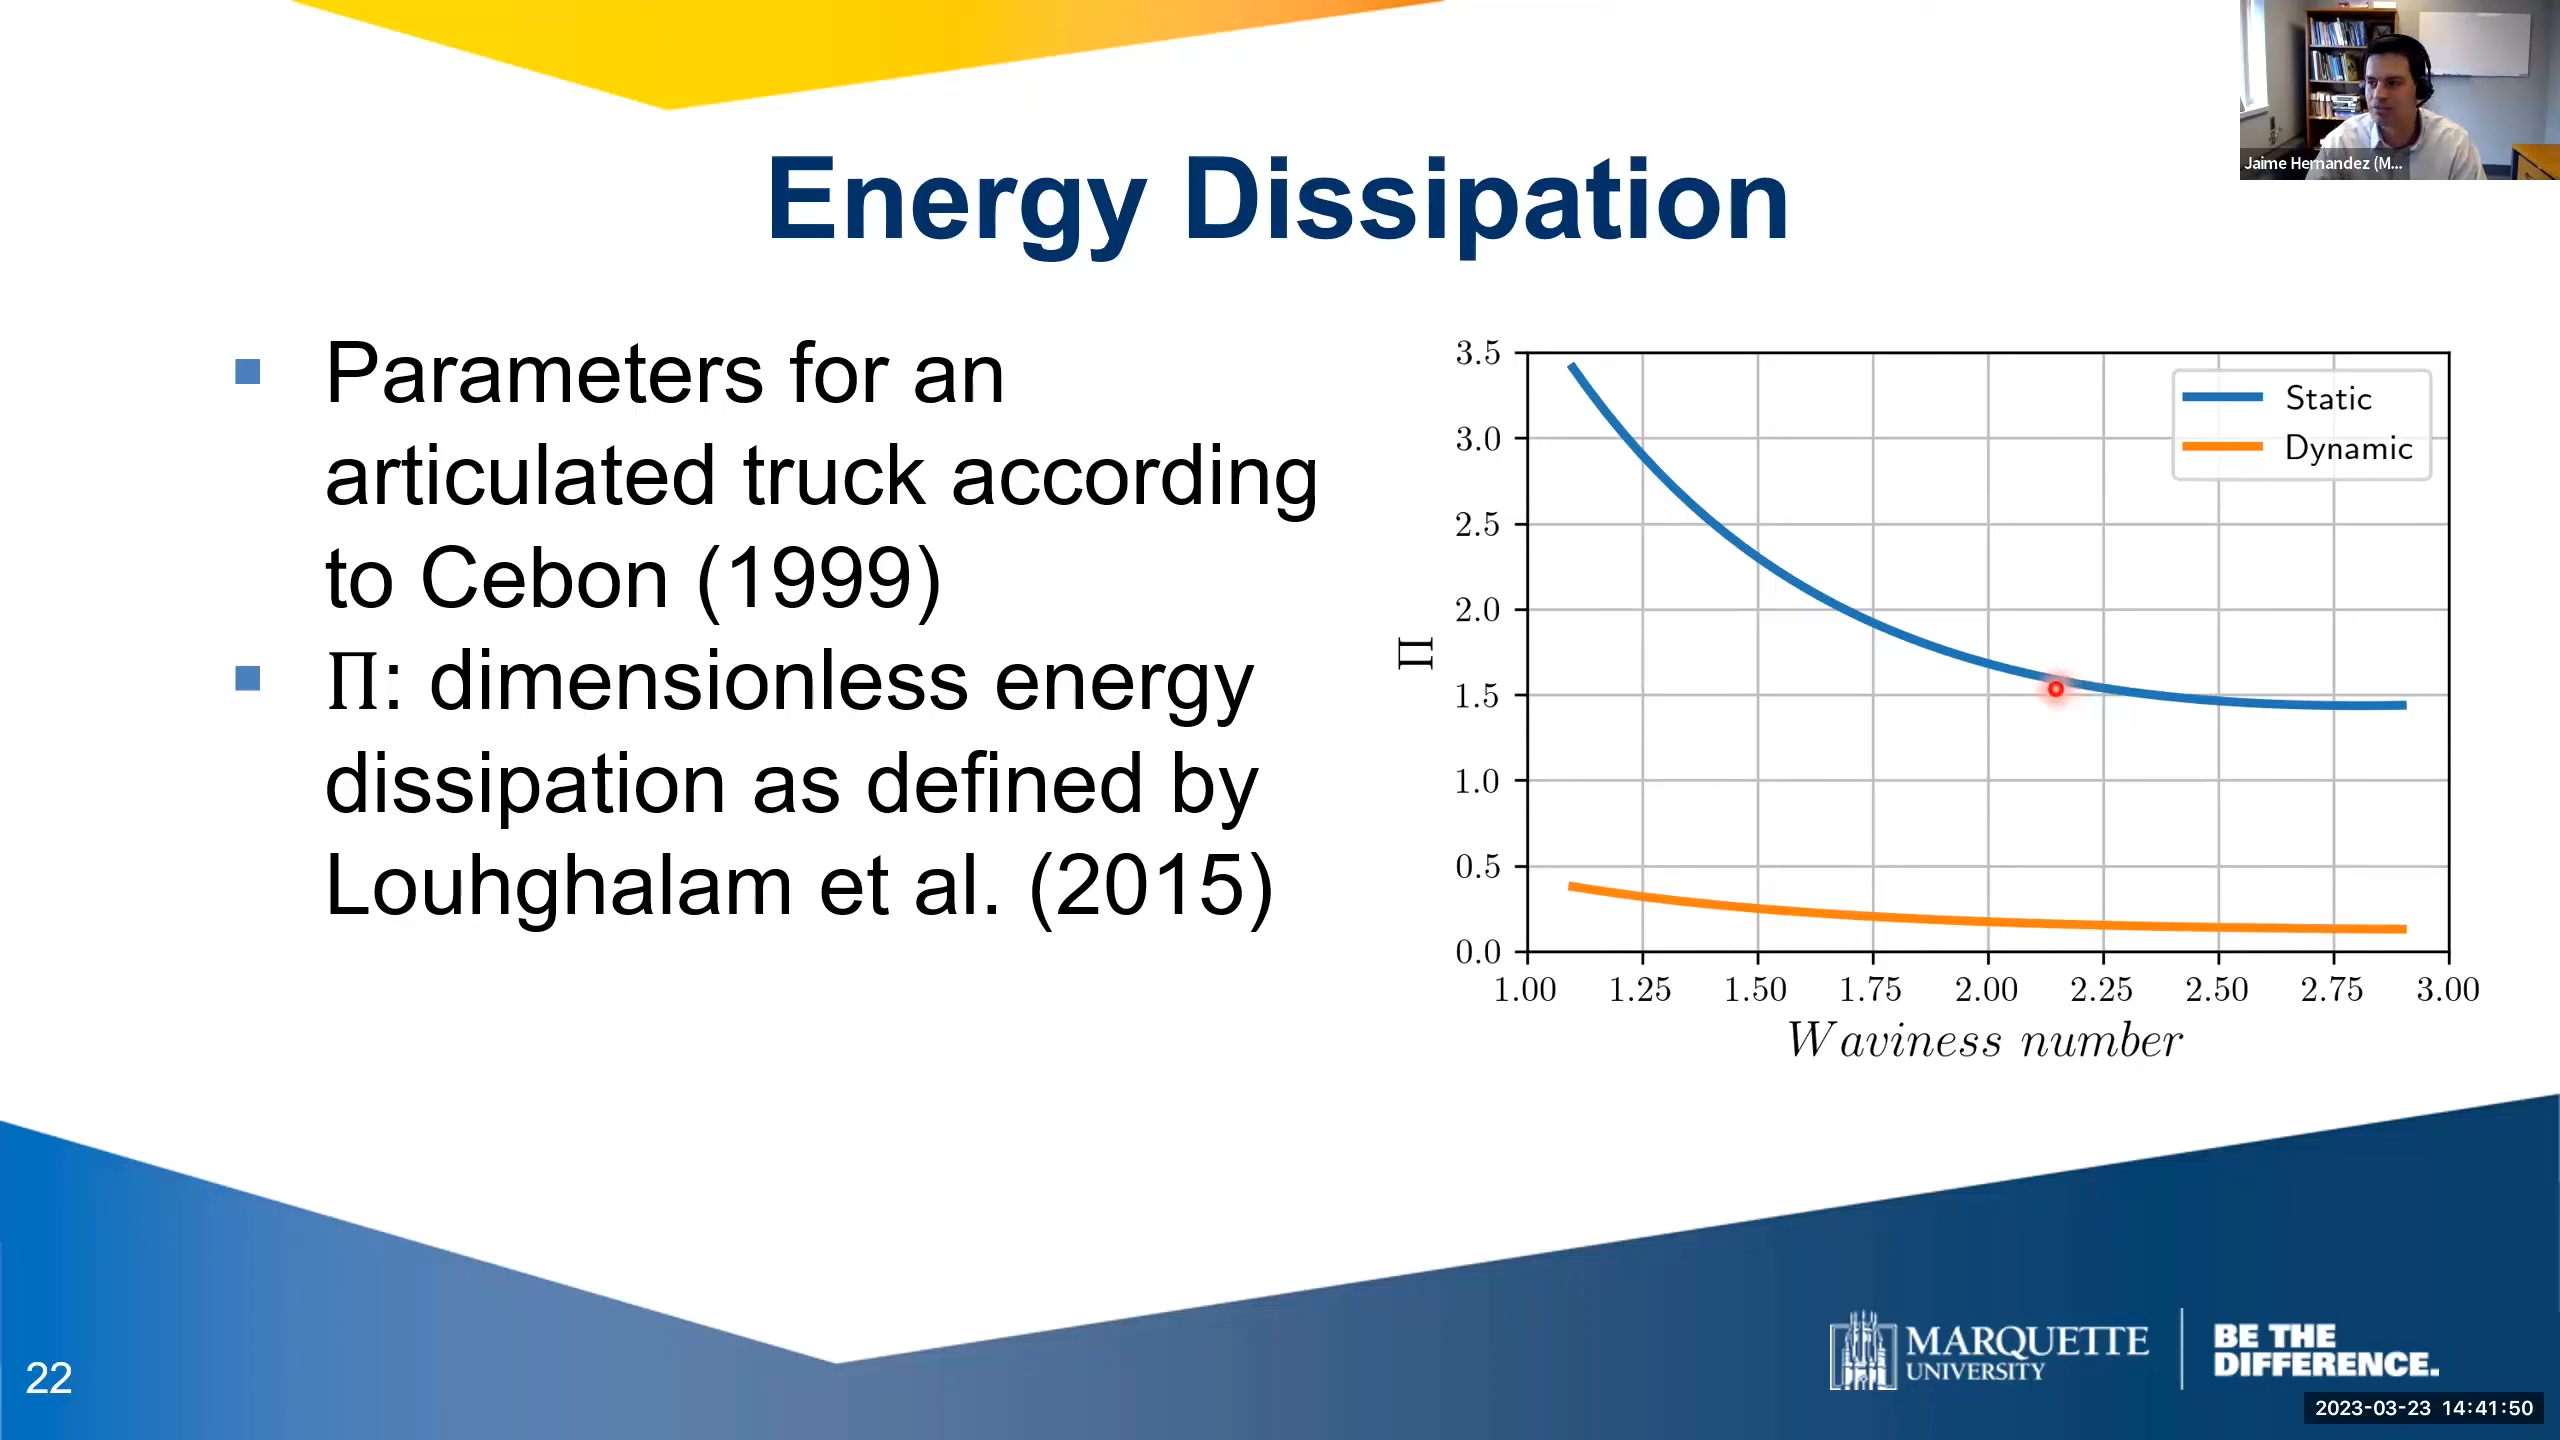 Jaime Hernandez (M...
Energy Dissipation
Parameters for an
articulated truck according
to Cebon (1999)
Π: dimensionless energy
dissipation as defined by
Louhghalam et al. (2015)
3.5
3.0
2.5
2.0
1.5
1.0
0.5
0.0
Π
Static
Dynamic
1.00 1.25 1.50 1.75 2.00 2.25 2.50 2.75 3.00
Waviness number
22
MARQUETTE
UNIVERSITY
BE THE
DIFFERENCE.
2023-03-23 14:41:50